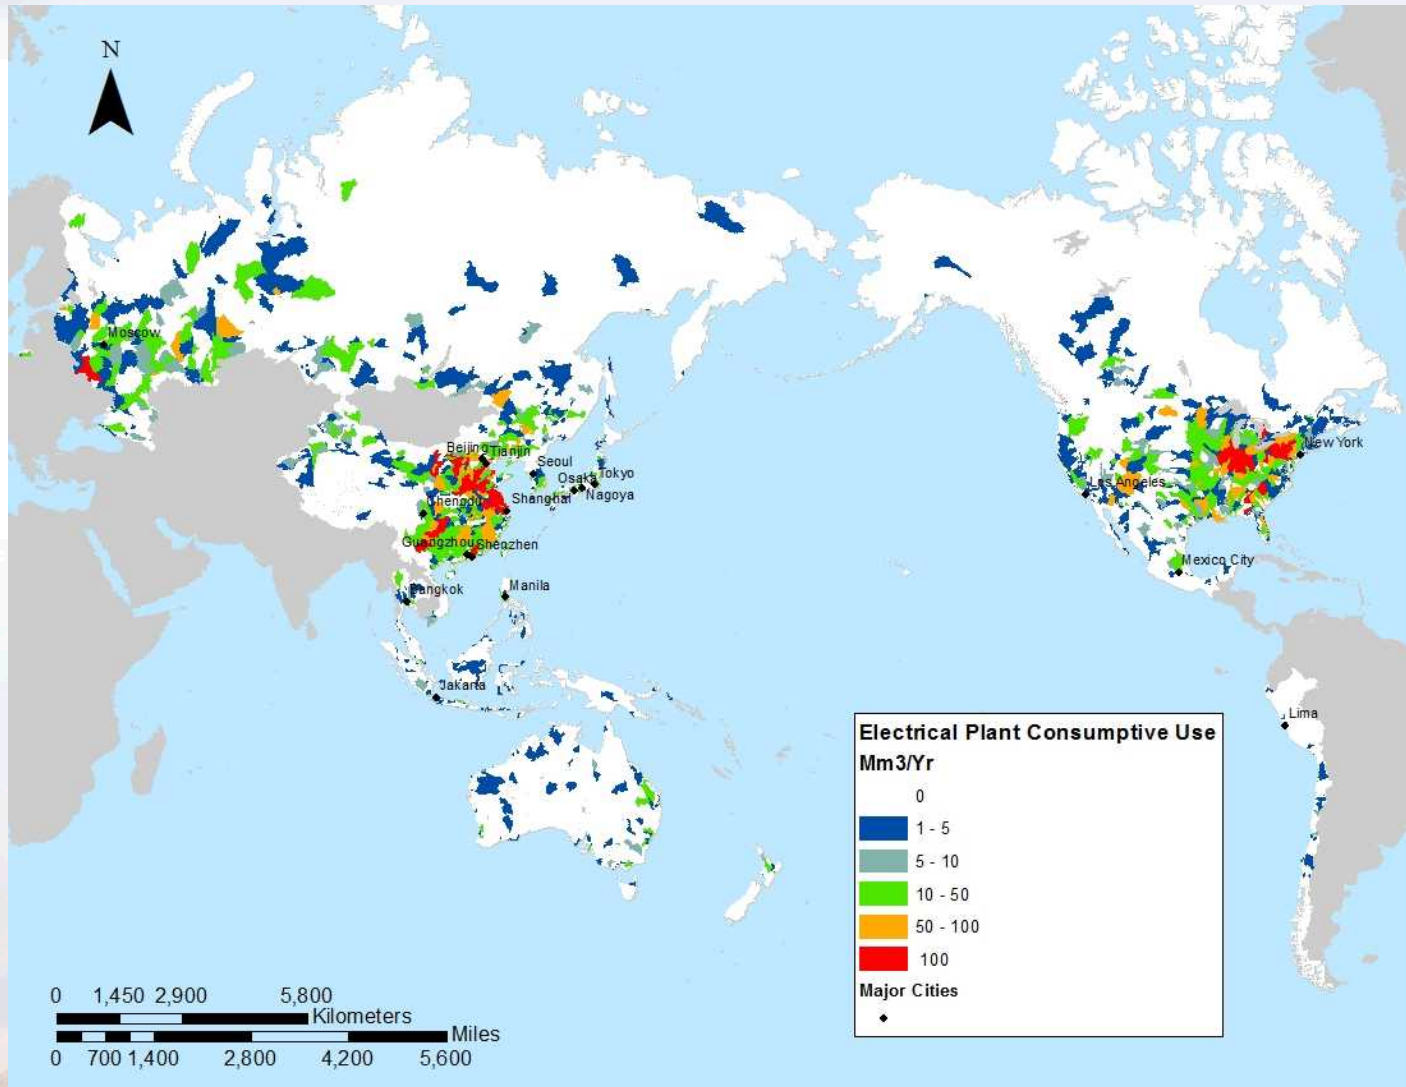 N
Moscow
Beijing
Tianjin
Seoul
Tokyo
Osaka
Nagoya
Shanghai
Chengdu
Guangzhou
Shenzhen
Bangkok
Manila
Jakarta
New York
Los Angeles
Mexico City
Lima
Electrical Plant Consumptive Use
Mm3/Yr
0
1 - 5
5 - 10
10 - 50
50 - 100
100
Major Cities
0 1,450 2,900 5,800
Kilometers
Miles
0 700 1,400 2,800 4,200 5,600